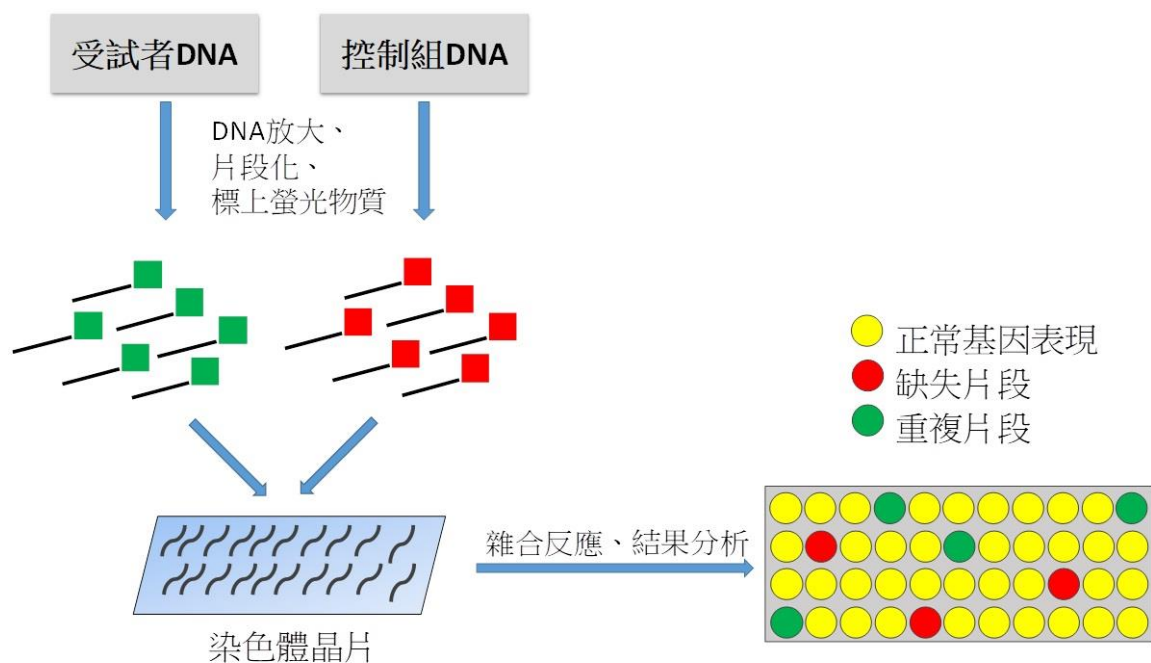 受試者DNA
控制組DNA
DNA放大、
片段化、
標上螢光物質
正常基因表現
缺失片段
重複片段
雜合反應、結果分析
染色體晶片